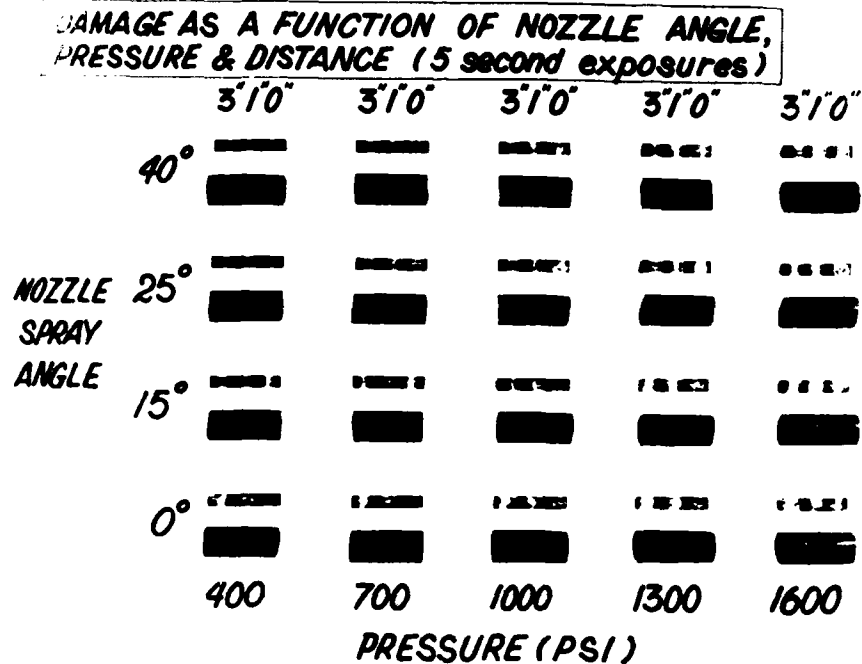 DAMAGE AS A FUNCTION OF NOZZLE ANGLE,
PRESSURE & DISTANCE (5 second exposures)
3"1"0" 3"1"0" 3"1"0" 3"1"0" 3"1"0"
40°
NOZZLE SPRAY ANGLE
25°
15°
0°
400 700 1000 1300 1600
PRESSURE (PSI)